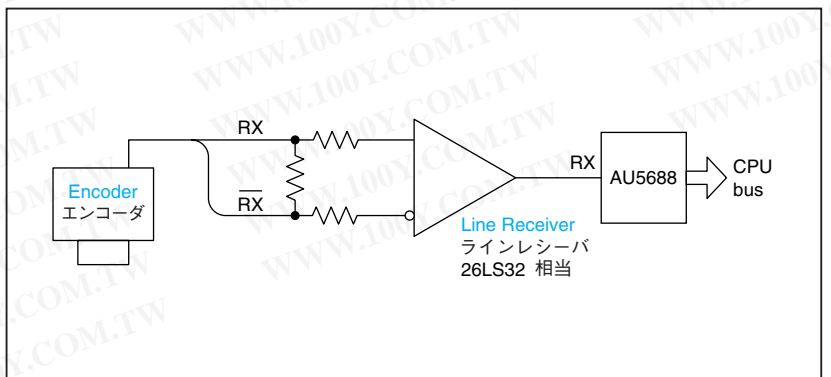 WWW.100Y.COM.TW
RX
R̅X̅
Encoder
エンコーダ
Line Receiver
ラインレシーバ
26LS32 相当
RX
AU5688
CPU
bus